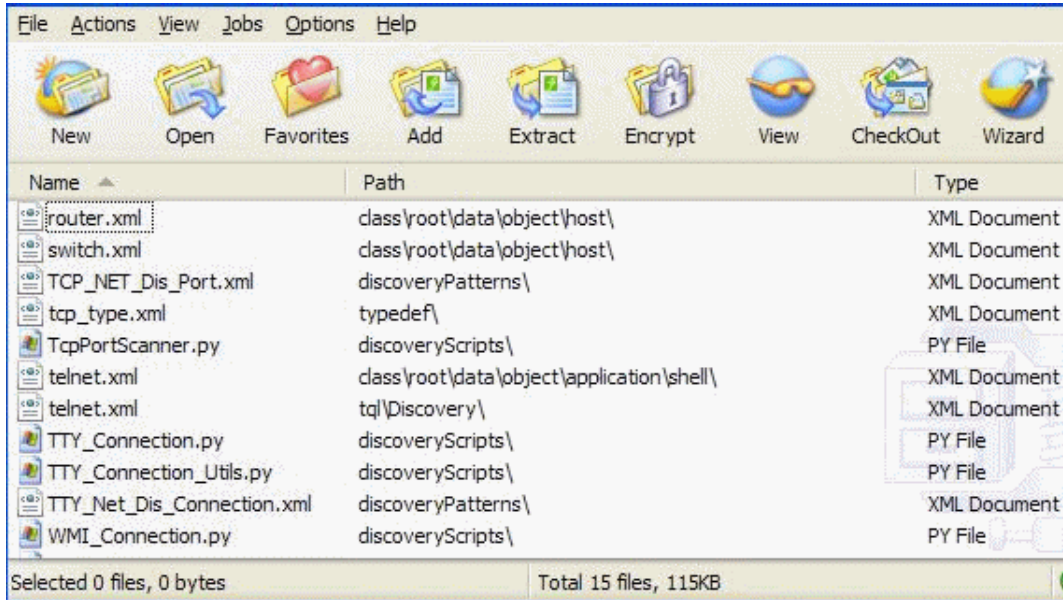 File Actions View Jobs Options Help
New Open Favorites Add Extract Encrypt View CheckOut Wizard
Name Path Type
router.xml class\root\data\object\host\ XML Document
switch.xml class\root\data\object\host\ XML Document
TCP_NET_Dis_Port.xml discoveryPatterns\ XML Document
tcp_type.xml typedef\ XML Document
TcpPortScanner.py discoveryScripts\ PY File
telnet.xml class\root\data\object\application\shell\ XML Document
telnet.xml tql\Discovery\ XML Document
TTY_Connection.py discoveryScripts\ PY File
TTY_Connection_Utils.py discoveryScripts\ PY File
TTY_Net_Dis_Connection.xml discoveryPatterns\ XML Document
WMI_Connection.py discoveryScripts\ PY File
Selected 0 files, 0 bytes Total 15 files, 115KB